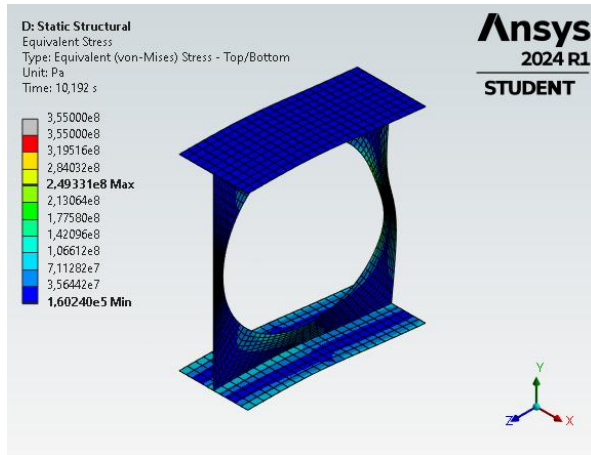 D: Static Structural
Equivalent Stress
Type: Equivalent (von-Mises) Stress - Top/Bottom
Unit: Pa
Time: 10,192 s
3,55000e8
3,55000e8
3,19516e8
2,84032e8
2,49331e8 Max
2,13064e8
1,77580e8
1,42096e8
1,06612e8
7,11282e7
3,56442e7
1,60240e5 Min
Ansys
2024 R1
STUDENT
Y
Z
X